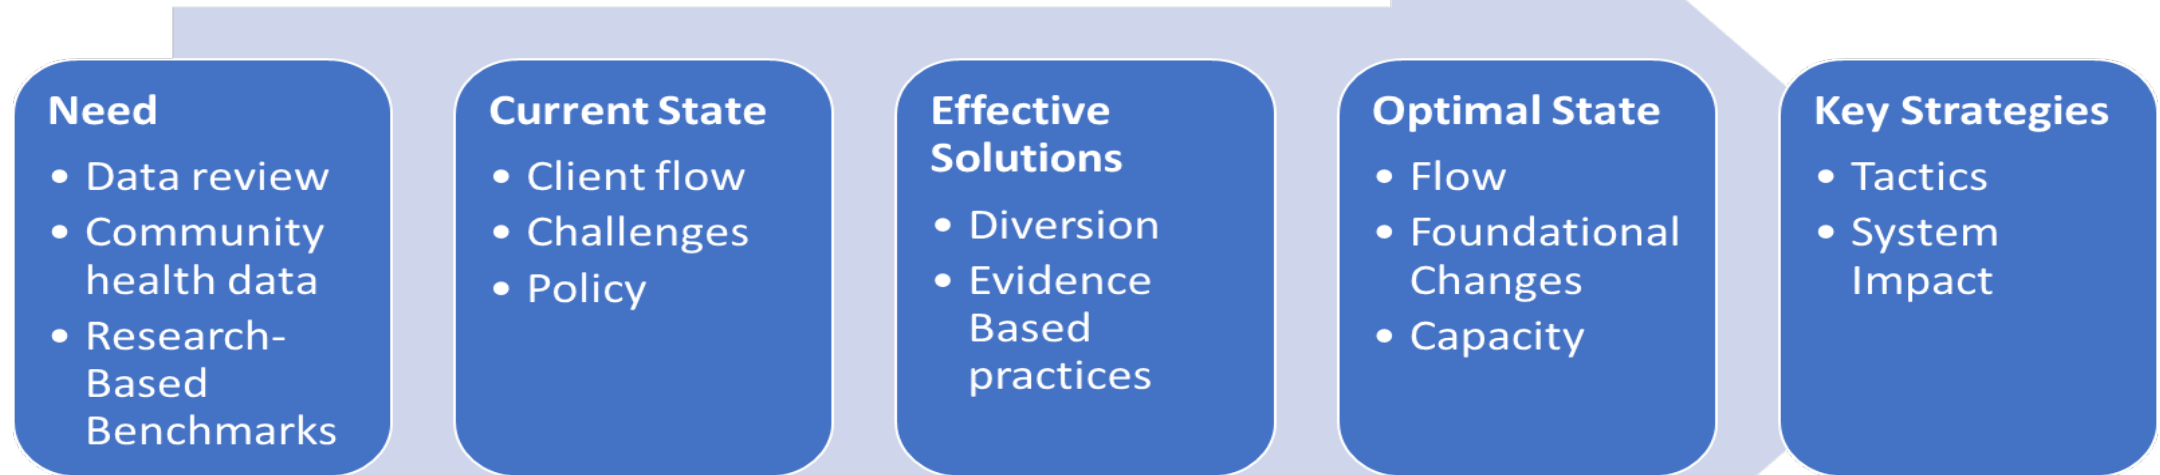 Need
• Data review
• Community
health data
• Research-
Based
Benchmarks
Current State
• Client flow
• Challenges
• Policy
Effective
Solutions
• Diversion
• Evidence
Based
practices
Optimal State
• Flow
• Foundational
Changes
• Capacity
Key Strategies
• Tactics
• System
Impact